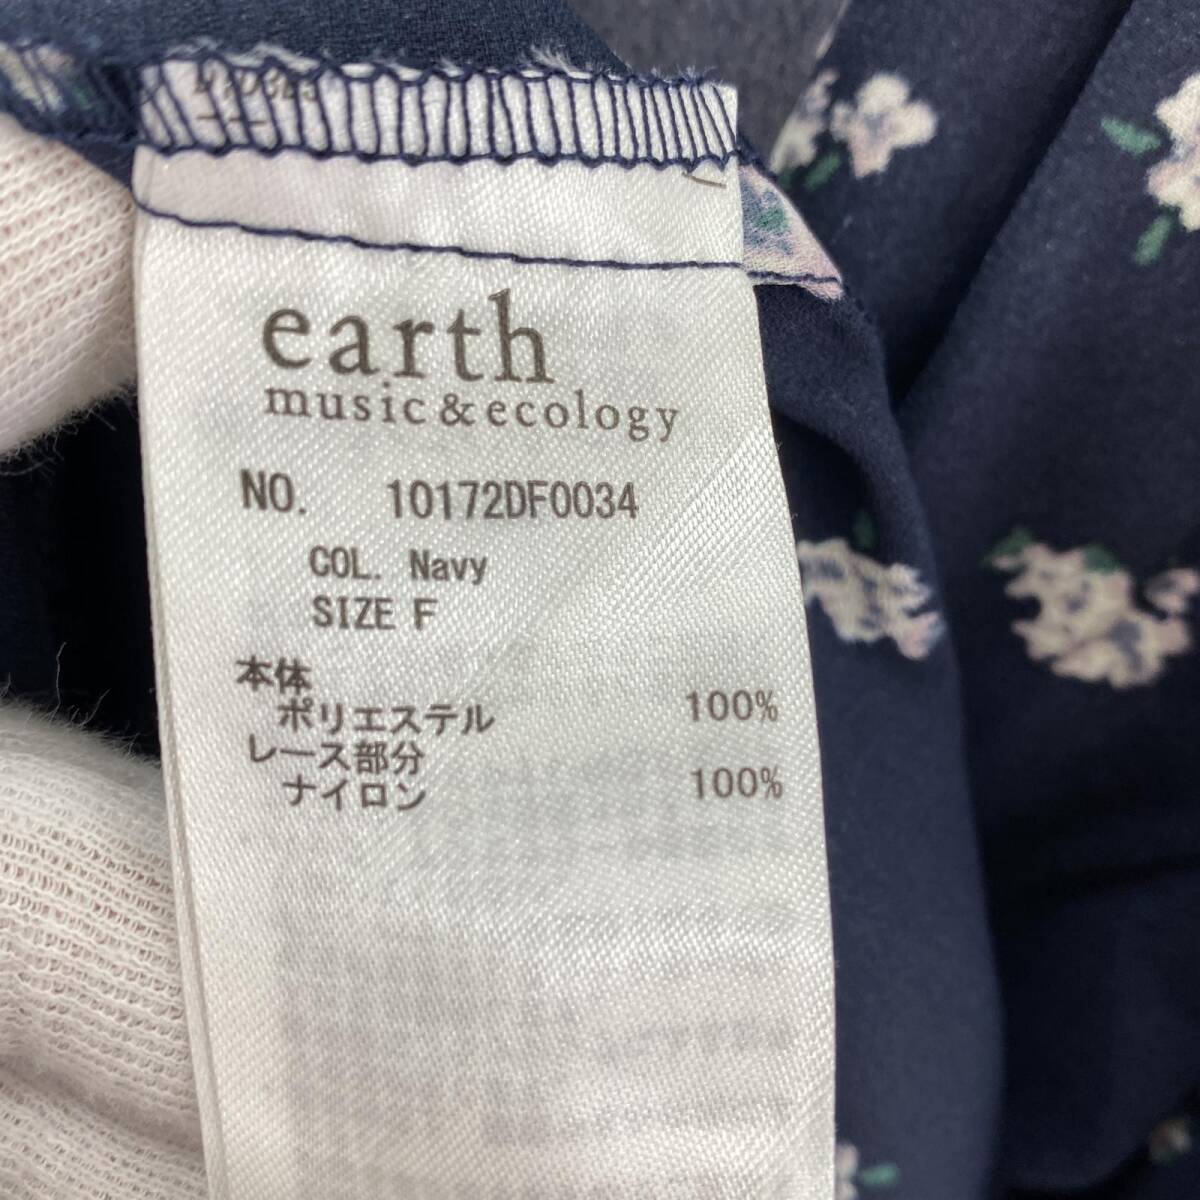 earth
music & ecology
NO. 10172DF0034
COL. Navy
SIZE F
本体
ポリエステル 100%
レース部分
ナイロン 100%